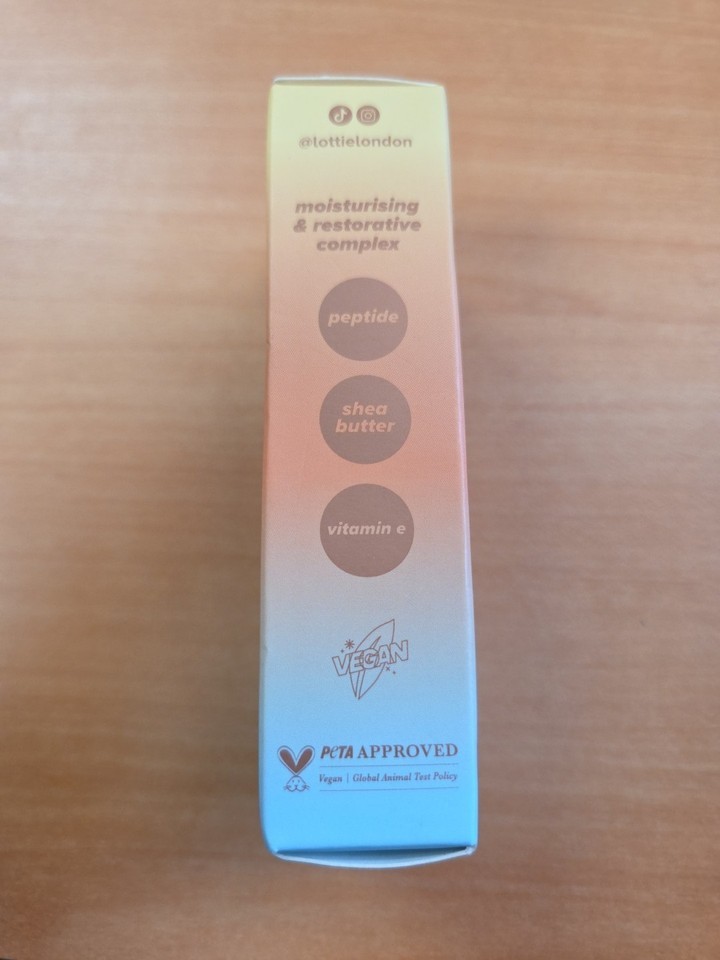 @lottielondon
moisturising
& restorative
complex
peptide
shea
butter
vitamin e
VEGAN
PETA APPROVED
Vegan | Global Animal Test Policy